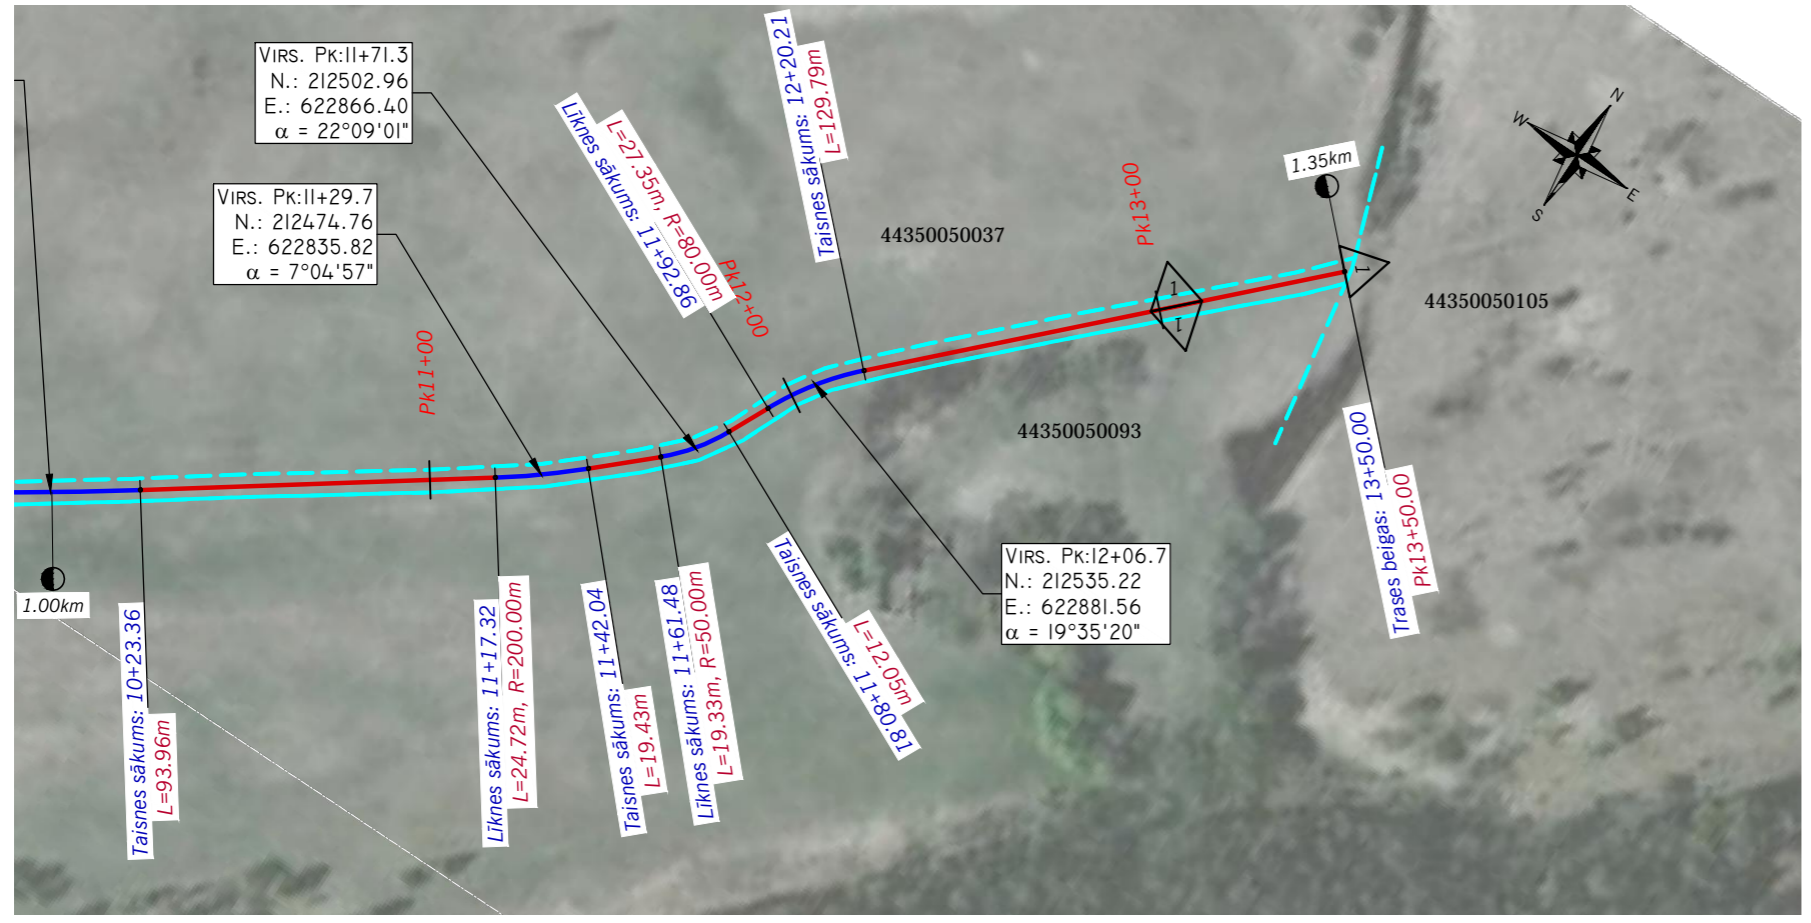 VIRS. PK:11+71.3
N.: 212502.96
E.: 622866.40
α = 22°09'01"
VIRS. PK:11+29.7
N.: 212474.76
E.: 622835.82
α = 7°04'57"
Līknes sākums: 11+92.86
L=27.35m, R=80.00m
Pk12+00
Taisnes sākums: 12+20.21
L=129.79m
44350050037
Pk13+00
1.35km
N
W
E
S
1
1
1
44350050105
Pk11+00
44350050093
1.00km
Taisnes sākums: 10+23.36
L=93.96m
Līknes sākums: 11+17.32
L=24.72m, R=200.00m
Taisnes sākums: 11+42.04
L=19.43m
Līknes sākums: 11+61.48
L=19.33m, R=50.00m
Taisnes sākums: 11+80.81
L=12.05m
VIRS. PK:12+06.7
N.: 212535.22
E.: 622881.56
α = 19°35'20"
Trases beigas: 13+50.00
Pk13+50.00